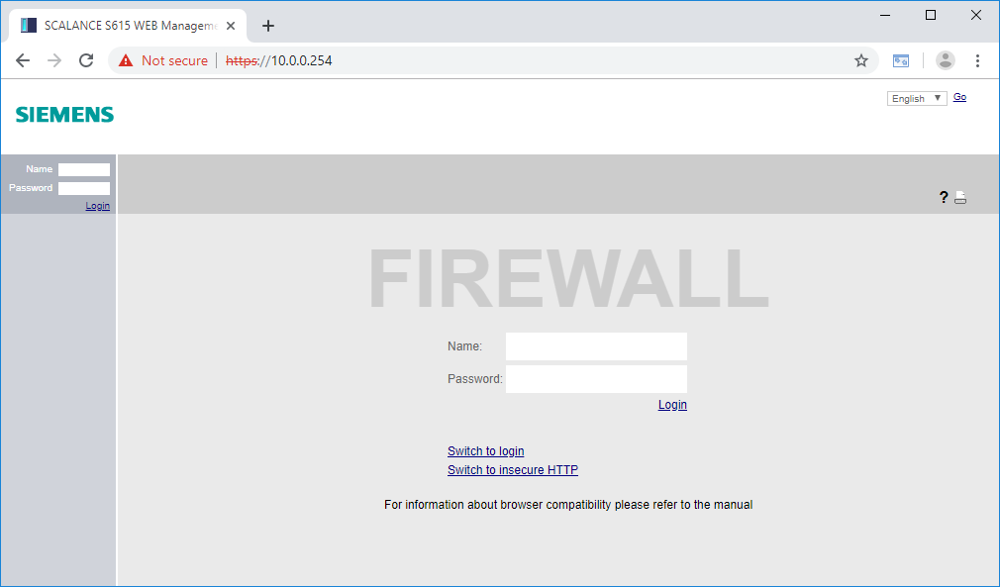 SCALANCE S615 WEB Manageme
Not secure | https://10.0.0.254
SIEMENS
English Go
Name
Password
Login
?
FIREWALL
Name:
Password:
Login
Switch to login
Switch to insecure HTTP
For information about browser compatibility please refer to the manual